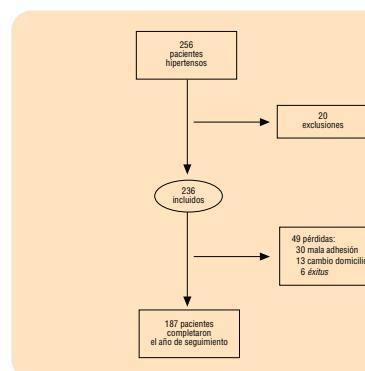 256
pacientes
hipertensos
20
exclusiones
236
incluidos
49 pérdidas:
30 mala adhesión
13 cambio domicilio
6 éxitus
187 pacientes
completaron
el año de seguimiento